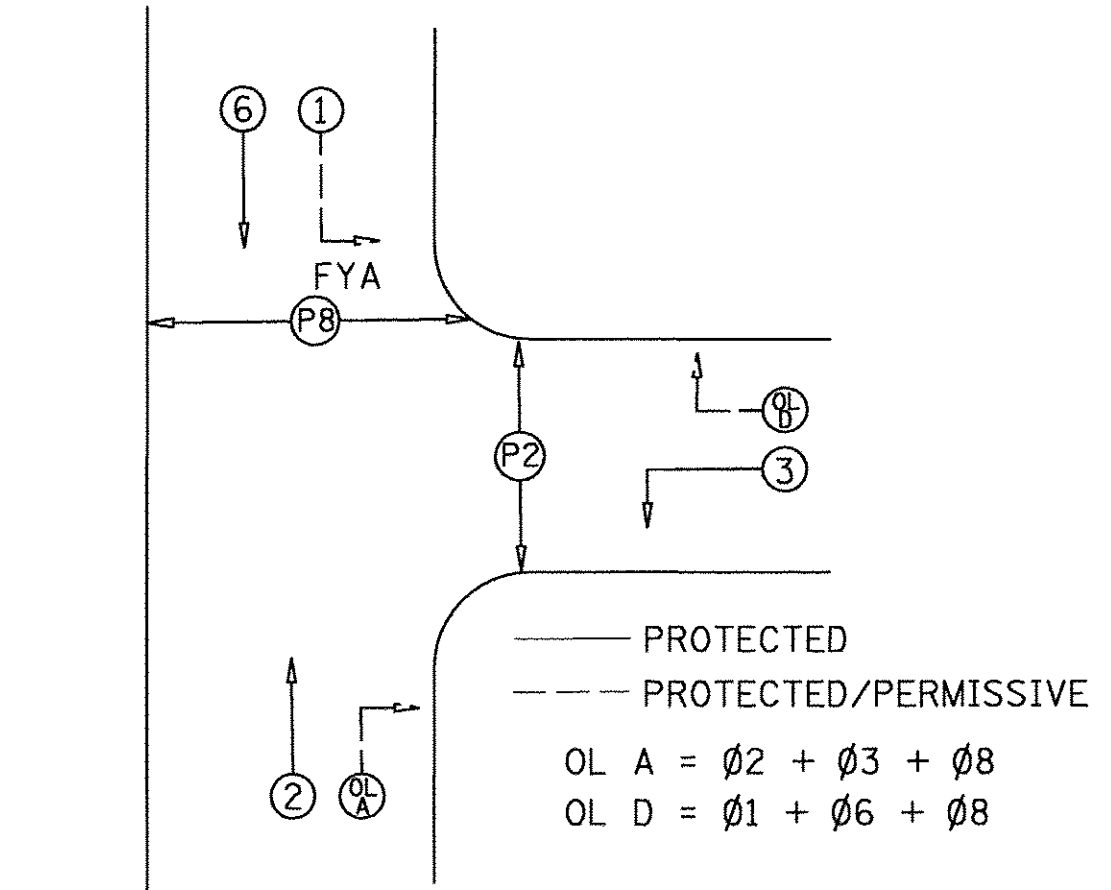 6 1
FYA
P8
OL D
P2
3
PROTECTED
PROTECTED/PERMISSIVE
OL A = Ø2 + Ø3 + Ø8
2 OL A
OL D = Ø1 + Ø6 + Ø8